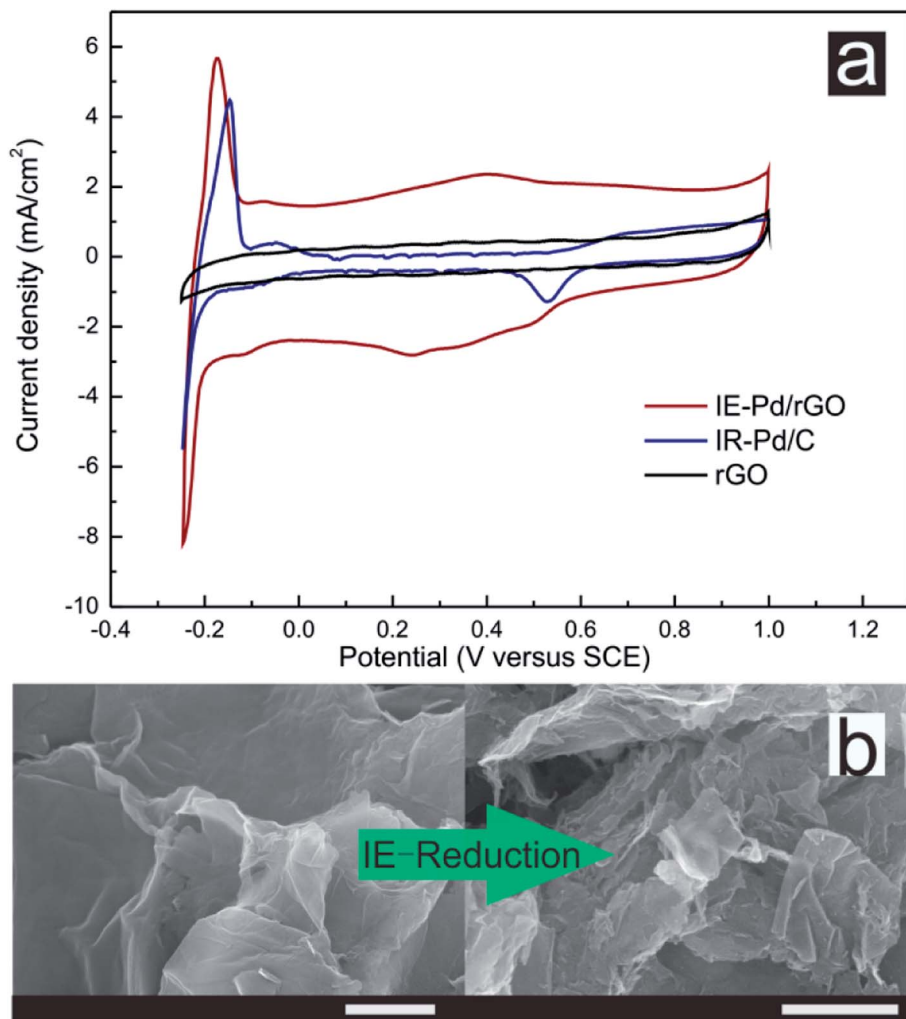 a
6
4
2
0
-2
-4
-6
-8
-10
Current density (mA/cm²)
IE-Pd/rGO
IR-Pd/C
rGO
-0.4 -0.2 0.0 0.2 0.4 0.6 0.8 1.0 1.2
Potential (V versus SCE)
b
IE-Reduction